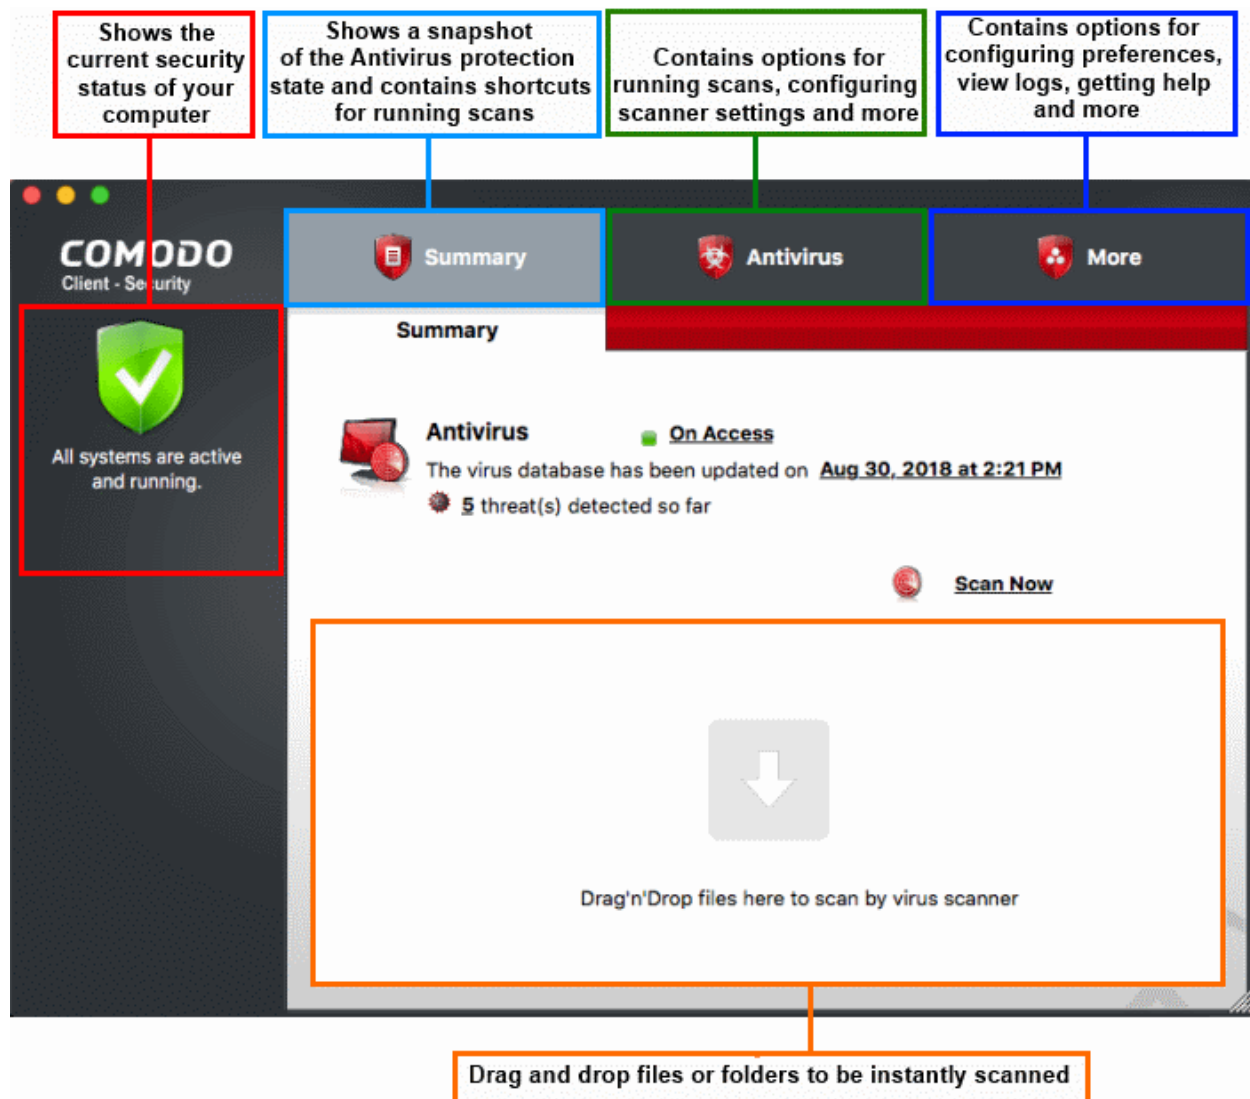 Shows the
current security
status of your
computer
Shows a snapshot
of the Antivirus protection
state and contains shortcuts
for running scans
Contains options for
running scans, configuring
scanner settings and more
Contains options for
configuring preferences,
view logs, getting help
and more
COMODO
Client - Security
Summary
Antivirus
More
Summary
All systems are active
and running.
Antivirus On Access
The virus database has been updated on Aug 30, 2018 at 2:21 PM
5 threat(s) detected so far
Scan Now
Drag'n'Drop files here to scan by virus scanner
Drag and drop files or folders to be instantly scanned